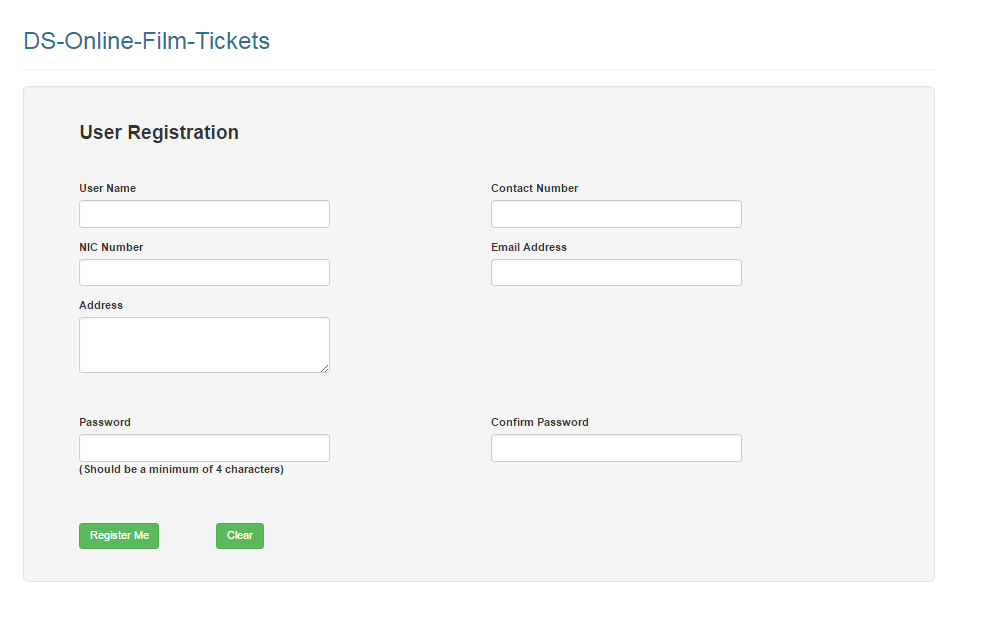 DS-Online-Film-Tickets
User Registration
User Name
Contact Number
NIC Number
Email Address
Address
Password
Confirm Password
(Should be a minimum of 4 characters)
Register Me
Clear